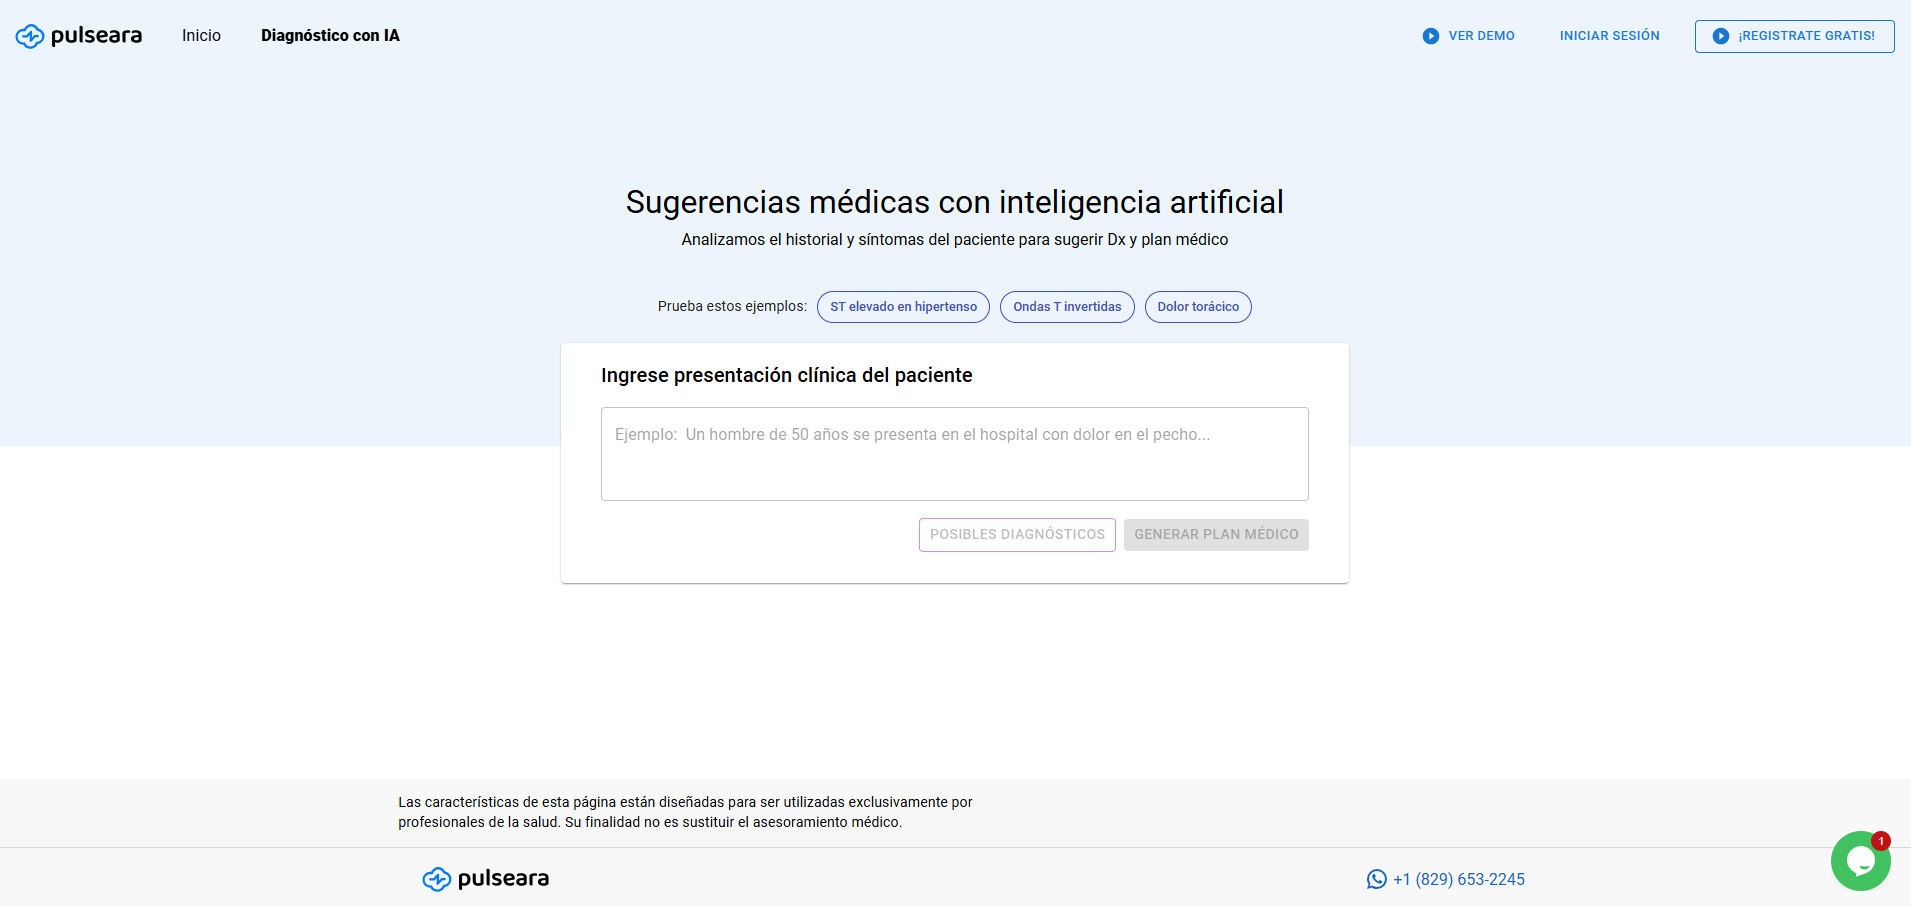 pulseara
Inicio
Diagnóstico con IA
VER DEMO
INICIAR SESIÓN
¡REGISTRATE GRATIS!
Sugerencias médicas con inteligencia artificial
Analizamos el historial y síntomas del paciente para sugerir Dx y plan médico
Prueba estos ejemplos:
ST elevado en hipertenso
Ondas T invertidas
Dolor torácico
Ingrese presentación clínica del paciente
Ejemplo: Un hombre de 50 años se presenta en el hospital con dolor en el pecho...
POSIBLES DIAGNÓSTICOS
GENERAR PLAN MÉDICO
Las características de esta página están diseñadas para ser utilizadas exclusivamente por
profesionales de la salud. Su finalidad no es sustituir el asesoramiento médico.
pulseara
+1 (829) 653-2245
1